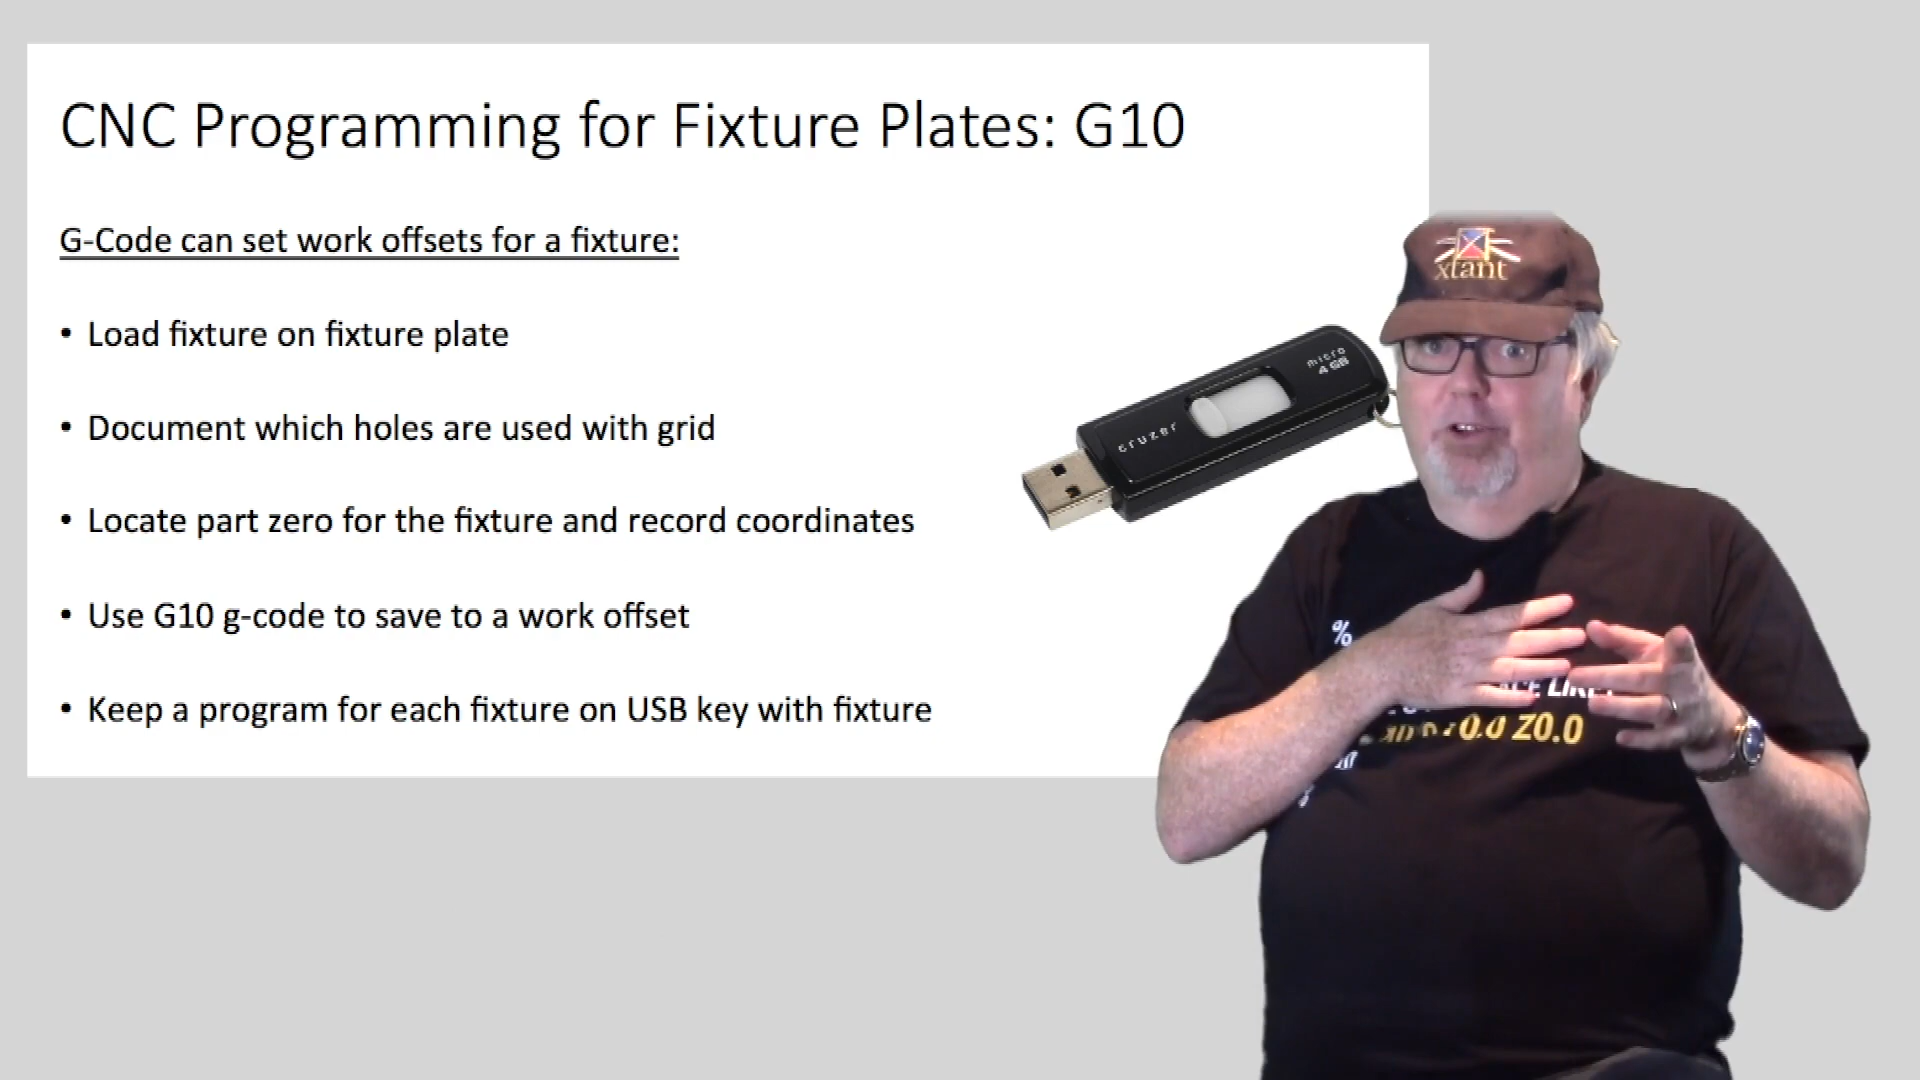 CNC Programming for Fixture Plates: G10
G-Code can set work offsets for a fixture:
• Load fixture on fixture plate
• Document which holes are used with grid
• Locate part zero for the fixture and record coordinates
• Use G10 g-code to save to a work offset
• Keep a program for each fixture on USB key with fixture
micro
4 GB
cruzer
xtant
%
Z0.0